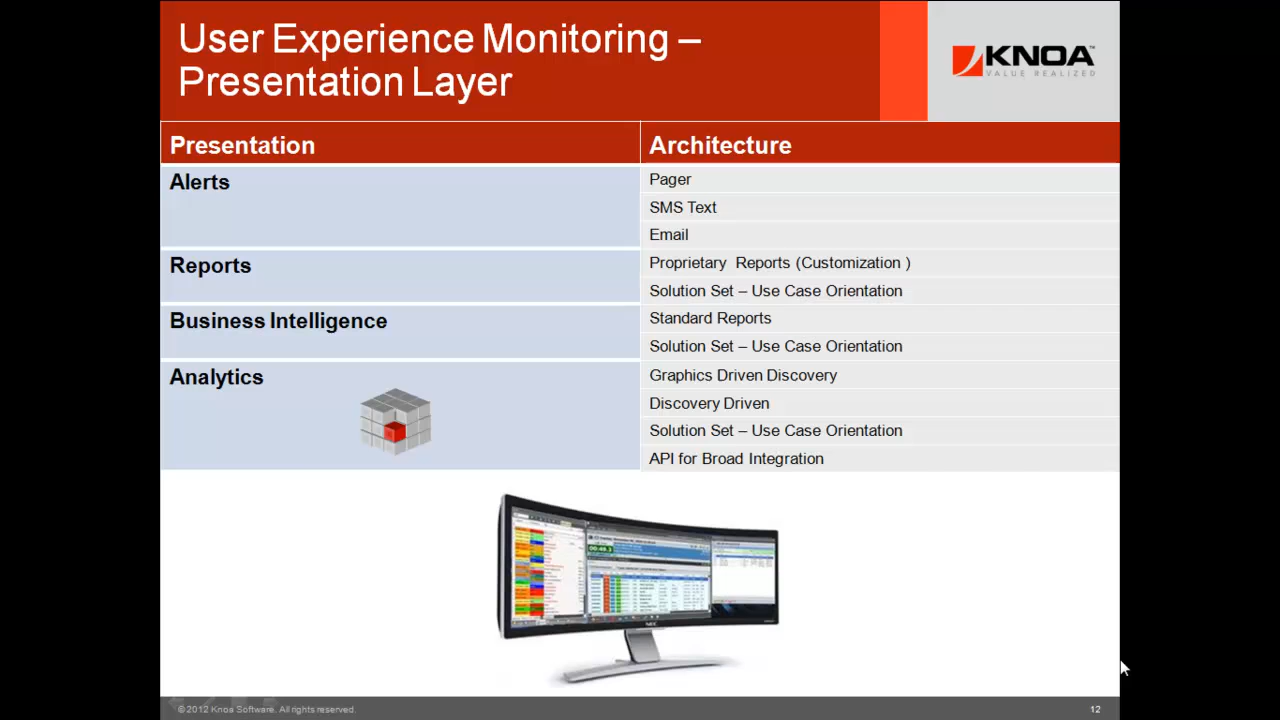 User Experience Monitoring –
Presentation Layer
KNOA™
VALUE REALIZED
Presentation
Architecture
Alerts
Pager
SMS Text
Email
Reports
Proprietary Reports (Customization )
Solution Set – Use Case Orientation
Business Intelligence
Standard Reports
Solution Set – Use Case Orientation
Analytics
Graphics Driven Discovery
Discovery Driven
Solution Set – Use Case Orientation
API for Broad Integration
NEC
© 2012 Knoa Software. All rights reserved.
12